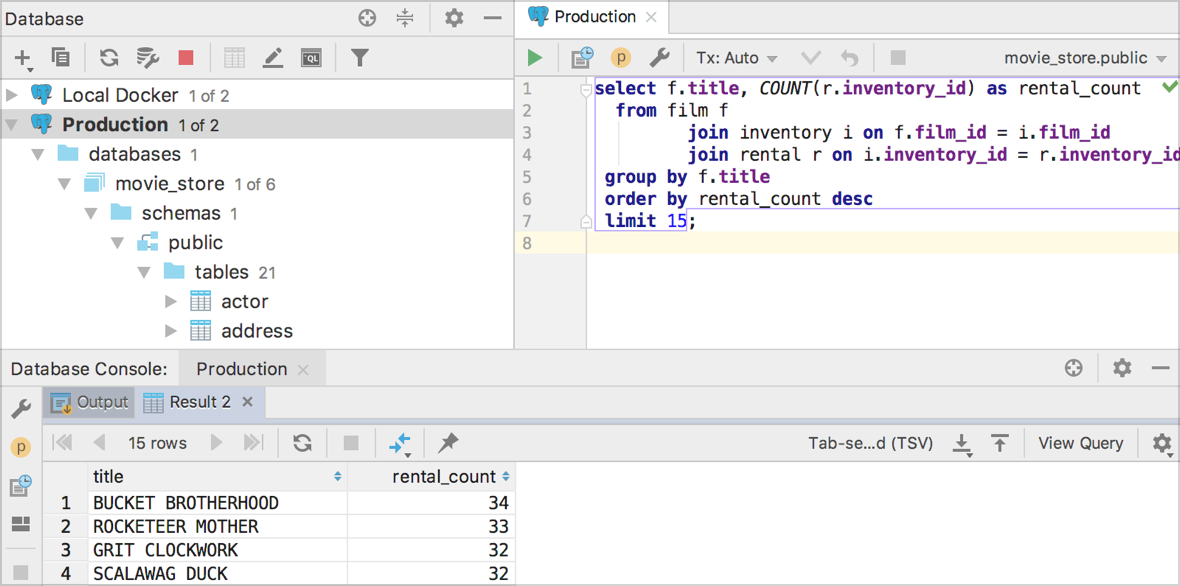 Database
QL
Local Docker 1 of 2
Production 1 of 2
databases 1
movie_store 1 of 6
schemas 1
public
tables 21
actor
address
Production
p
Tx: Auto
movie_store.public
1 select f.title, COUNT(r.inventory_id) as rental_count
2 from film f
3 join inventory i on f.film_id = i.film_id
4 join rental r on i.inventory_id = r.inventory_id
5 group by f.title
6 order by rental_count desc
7 limit 15;
8
Database Console: Production
Output Result 2
p
15 rows Tab-se...d (TSV) View Query
title rental_count
1 BUCKET BROTHERHOOD 34
2 ROCKETEER MOTHER 33
3 GRIT CLOCKWORK 32
4 SCALAWAG DUCK 32